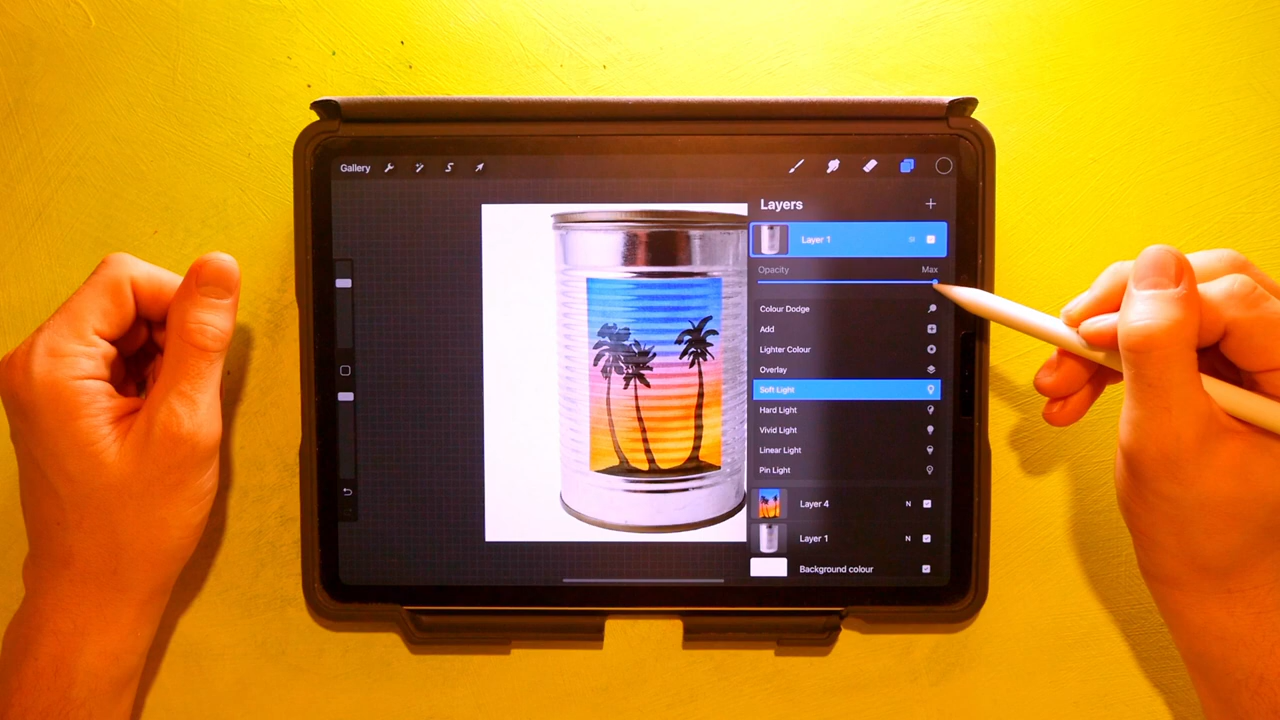 Gallery
Layers
Layer 1
Opacity Max
Colour Dodge
Add
Lighter Colour
Overlay
Soft Light
Hard Light
Vivid Light
Linear Light
Pin Light
Layer 4 N
Layer 1 N
Background colour